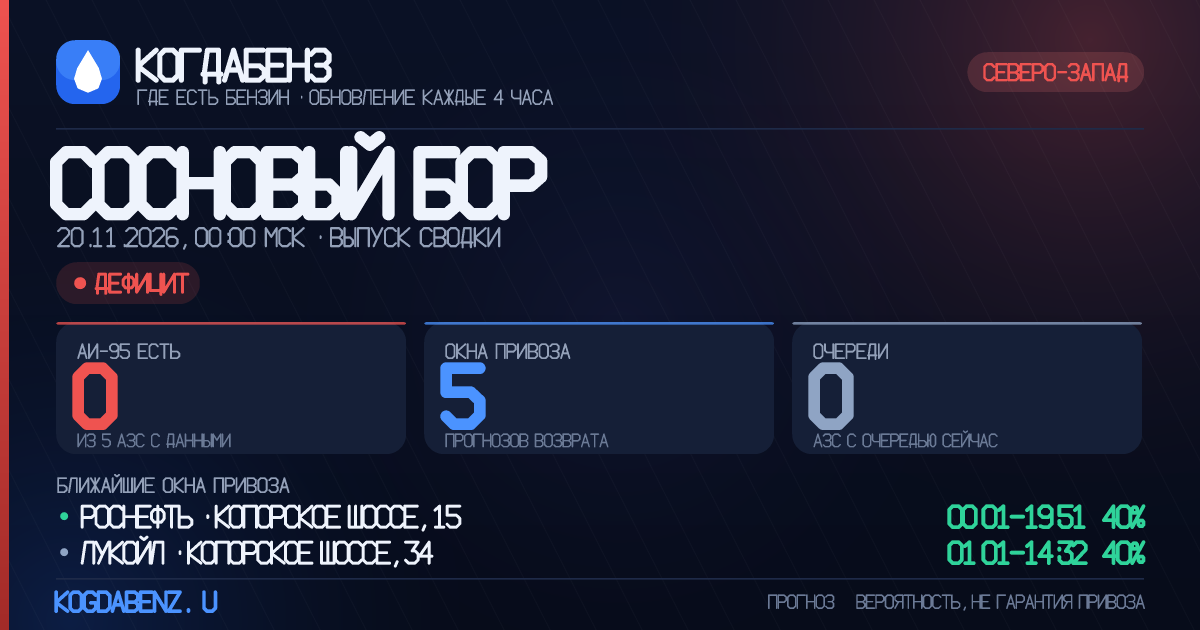 КОГДАБЕНЗ
ГДЕ ЕСТЬ БЕНЗИН · ОБНОВЛЕНИЕ КАЖДЫЕ 4 ЧАСА
СЕВЕРО-ЗАПАД
СОСНОВЫЙ БОР
20.11.2026, 00:00 МСК · ВЫПУСК СВОДКИ
• ДЕФИЦИТ
АИ-95 ЕСТЬ
0
ИЗ 5 АЗС С ДАННЫМИ
ОКНА ПРИВОЗА
5
ПРОГНОЗОВ ВОЗВРАТА
ОЧЕРЕДИ
0
АЗС С ОЧЕРЕДЬЮ СЕЙЧАС
БЛИЖАЙШИЕ ОКНА ПРИВОЗА
• РОСНЕФТЬ · КОПОРСКОЕ ШОССЕ, 15 00 01-19 51 40%
• ЛУКОЙЛ · КОПОРСКОЕ ШОССЕ, 34 01 01-14:32 40%
KOGDABENZ. U
ПРОГНОЗ ВЕРОЯТНОСТЬ, НЕ ГАРАНТИЯ ПРИВОЗА